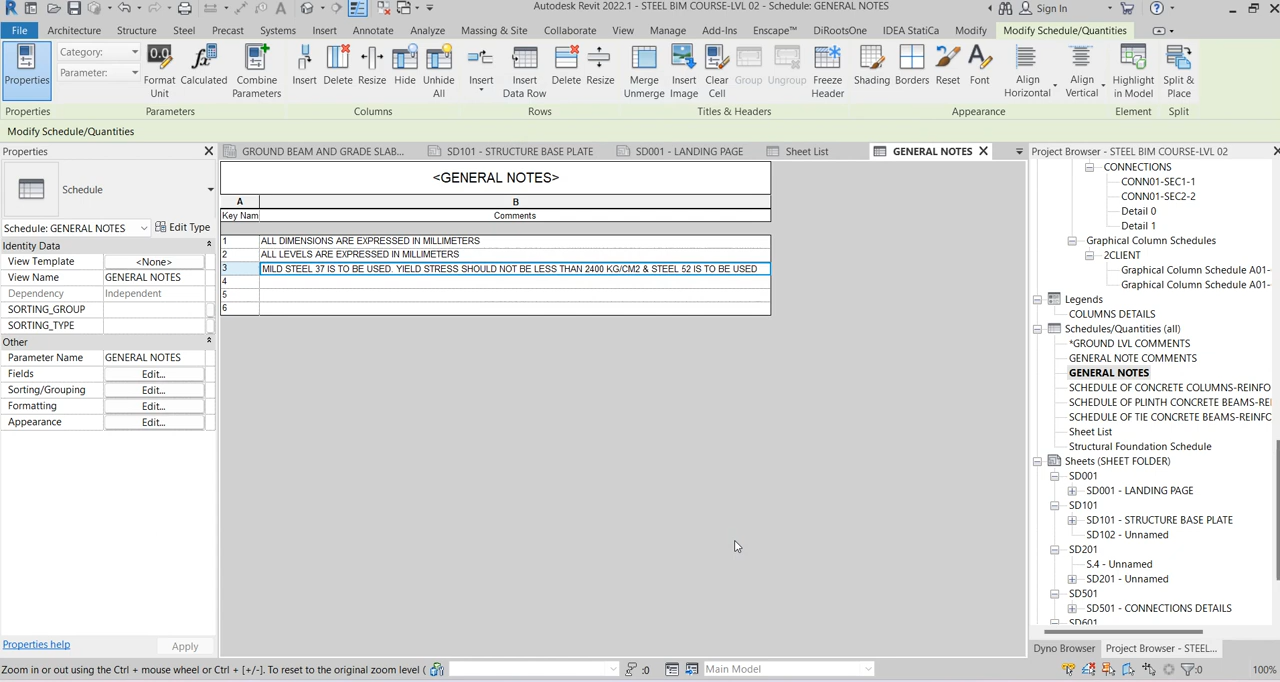 Autodesk Revit 2022.1 - STEEL BIM COURSE-LVL 02 - Schedule: GENERAL NOTES
Sign In
File Architecture Structure Steel Precast Systems Insert Annotate Analyze Massing & Site Collaborate View Manage Add-Ins Enscape™ DiRootsOne IDEA StatiCa Modify Modify Schedule/Quantities
Category:
Parameter:
Properties Format Unit Calculated Combine Parameters Insert Delete Resize Hide Unhide All Insert Insert Data Row Delete Resize Merge Unmerge Insert Image Clear Cell Group Ungroup Freeze Header Shading Borders Reset Font Align Horizontal Align Vertical Highlight in Model Split & Place
Properties Parameters Columns Rows Titles & Headers Appearance Element Split
Modify Schedule/Quantities
Properties
Schedule
Schedule: GENERAL NOTES Edit Type
Identity Data
View Template <None>
View Name GENERAL NOTES
Dependency Independent
SORTING_GROUP
SORTING_TYPE
Other
Parameter Name GENERAL NOTES
Fields Edit...
Sorting/Grouping Edit...
Formatting Edit...
Appearance Edit...
Properties help Apply
GROUND BEAM AND GRADE SLAB... SD101 - STRUCTURE BASE PLATE SD001 - LANDING PAGE Sheet List GENERAL NOTES
<GENERAL NOTES>
A B
Key Nam Comments
1 ALL DIMENSIONS ARE EXPRESSED IN MILLIMETERS
2 ALL LEVELS ARE EXPRESSED IN MILLIMETERS
3 MILD STEEL 37 IS TO BE USED. YIELD STRESS SHOULD NOT BE LESS THAN 2400 KG/CM2 & STEEL 52 IS TO BE USED
4
5
6
Project Browser - STEEL BIM COURSE-LVL 02
CONNECTIONS
CONN01-SEC1-1
CONN01-SEC2-2
Detail 0
Detail 1
Graphical Column Schedules
2CLIENT
Graphical Column Schedule A01-
Graphical Column Schedule A01-
Legends
COLUMNS DETAILS
Schedules/Quantities (all)
*GROUND LVL COMMENTS
GENERAL NOTE COMMENTS
GENERAL NOTES
SCHEDULE OF CONCRETE COLUMNS-REINFO
SCHEDULE OF PLINTH CONCRETE BEAMS-REI
SCHEDULE OF TIE CONCRETE BEAMS-REINFO
Sheet List
Structural Foundation Schedule
Sheets (SHEET FOLDER)
SD001
SD001 - LANDING PAGE
SD101
SD101 - STRUCTURE BASE PLATE
SD102 - Unnamed
SD201
S.4 - Unnamed
SD201 - Unnamed
SD501
SD501 - CONNECTIONS DETAILS
SD601
Dyno Browser Project Browser - STEEL...
Zoom in or out using the Ctrl + mouse wheel or Ctrl + [+/-]. To reset to the original zoom level ( :0 Main Model :0 100%